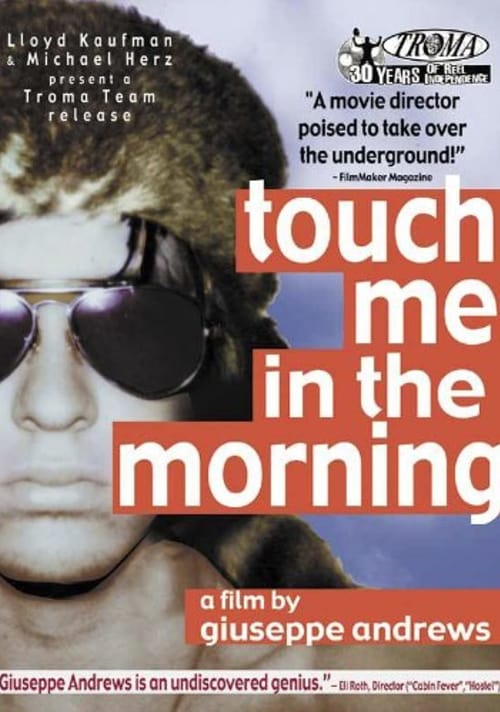 Lloyd Kaufman
& Michael Herz
present a
Troma Team
release
TROMA
30 YEARS OF REEL INDEPENDENCE
"A movie director
poised to take over
the underground!"
- FilmMaker Magazine
touch
me
in the
morning
a film by
giuseppe andrews
Giuseppe Andrews is an undiscovered genius." - Eli Roth, Director ("Cabin Fever", "Hostel")